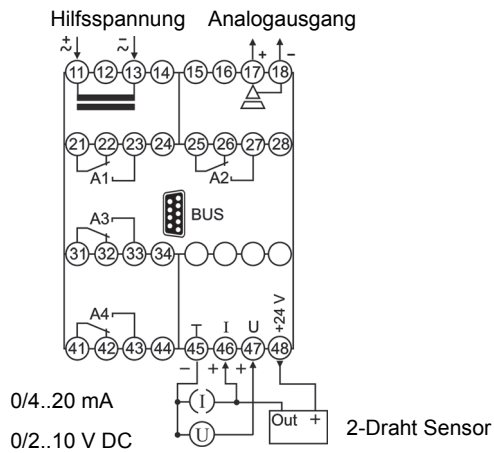 Hilfsspannung Analogausgang
+ ~ − ~ + −
11 12 13 14 15 16 17 18
21 22 23 24 25 26 27 28
A1 A2
BUS
A3
31 32 33 34
A4
I U +24 V
41 42 43 44 45 46 47 48
− + +
0/4..20 mA I Out + 2-Draht Sensor
0/2..10 V DC U